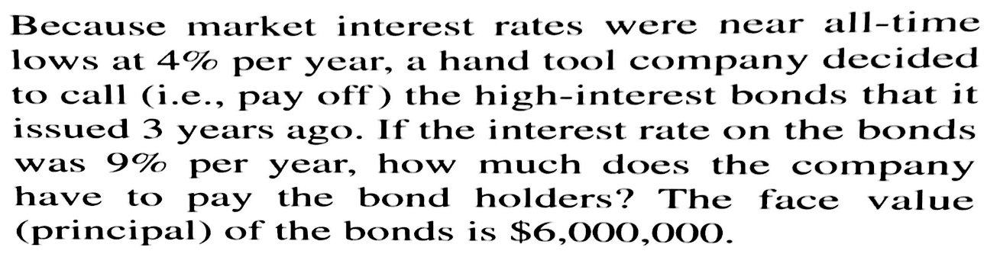 Because market interest rates were near all-time
lows at 4% per year, a hand tool company decided
to call (i.e., pay off) the high-interest bonds that it
issued 3 years ago. If the interest rate on the bonds
was 9% per year, how much does the company
have to pay the bond holders? The face value
(principal) of the bonds is $6,000,000.